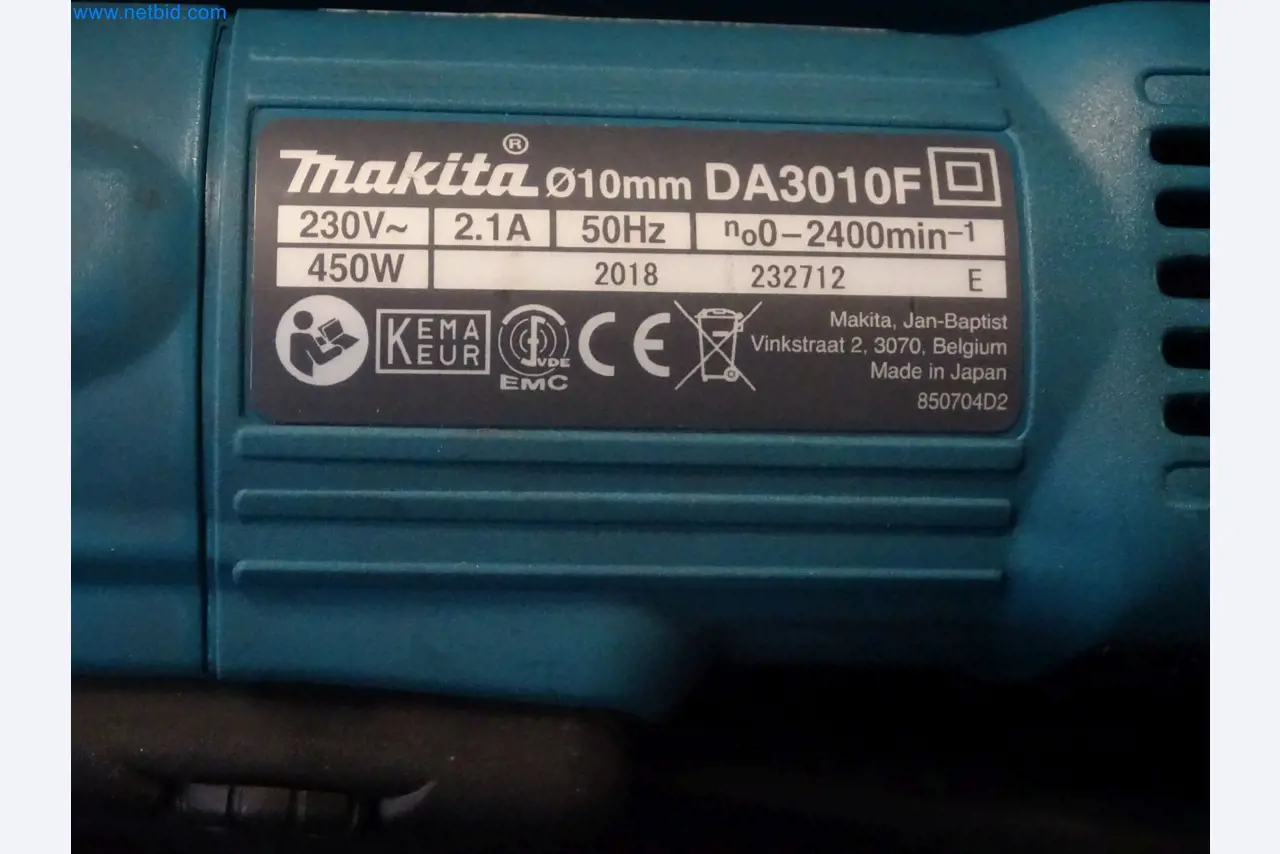 www.netbid.com
makita® Ø10mm DA3010F
230V~ 2.1A 50Hz n₀0-2400min⁻¹
450W 2018 232712 E
KEMA
KEUR
VDE
EMC
CE
Makita, Jan-Baptist
Vinkstraat 2, 3070, Belgium
Made in Japan
850704D2